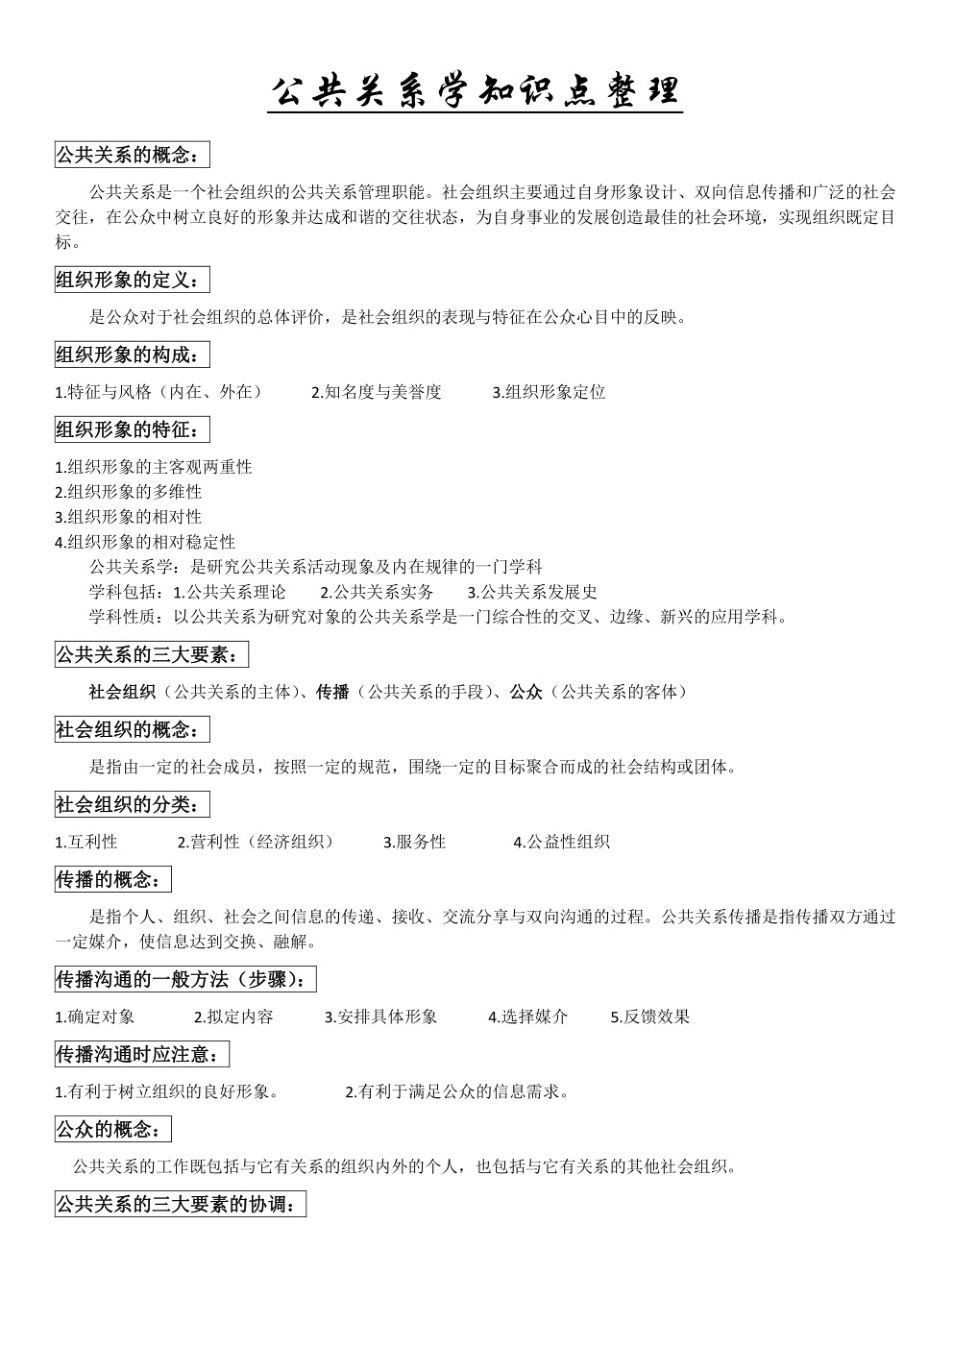 公共关系学知识点整理
公共关系的概念：
公共关系是一个社会组织的公共关系管理职能。社会组织主要通过自身形象设计、双向信息传播和广泛的社会
交往，在公众中树立良好的形象并达成和谐的交往状态，为自身事业的发展创造最佳的社会环境，实现组织既定目
标。
组织形象的定义：
是公众对于社会组织的总体评价，是社会组织的表现与特征在公众心目中的反映。
组织形象的构成：
1.特征与风格（内在、外在） 2.知名度与美誉度 3.组织形象定位
组织形象的特征：
1.组织形象的主客观两重性
2.组织形象的多维性
3.组织形象的相对性
4.组织形象的相对稳定性
公共关系学：是研究公共关系活动现象及内在规律的一门学科
学科包括：1.公共关系理论 2.公共关系实务 3.公共关系发展史
学科性质：以公共关系为研究对象的公共关系学是一门综合性的交叉、边缘、新兴的应用学科。
公共关系的三大要素：
社会组织（公共关系的主体）、传播（公共关系的手段）、公众（公共关系的客体）
社会组织的概念：
是指由一定的社会成员，按照一定的规范，围绕一定的目标聚合而成的社会结构或团体。
社会组织的分类：
1.互利性 2.营利性（经济组织） 3.服务性 4.公益性组织
传播的概念：
是指个人、组织、社会之间信息的传递、接收、交流分享与双向沟通的过程。公共关系传播是指传播双方通过
一定媒介，使信息达到交换、融解。
传播沟通的一般方法（步骤）：
1.确定对象 2.拟定内容 3.安排具体形象 4.选择媒介 5.反馈效果
传播沟通时应注意：
1.有利于树立组织的良好形象。 2.有利于满足公众的信息需求。
公众的概念：
公共关系的工作既包括与它有关系的组织内外的个人，也包括与它有关系的其他社会组织。
公共关系的三大要素的协调：